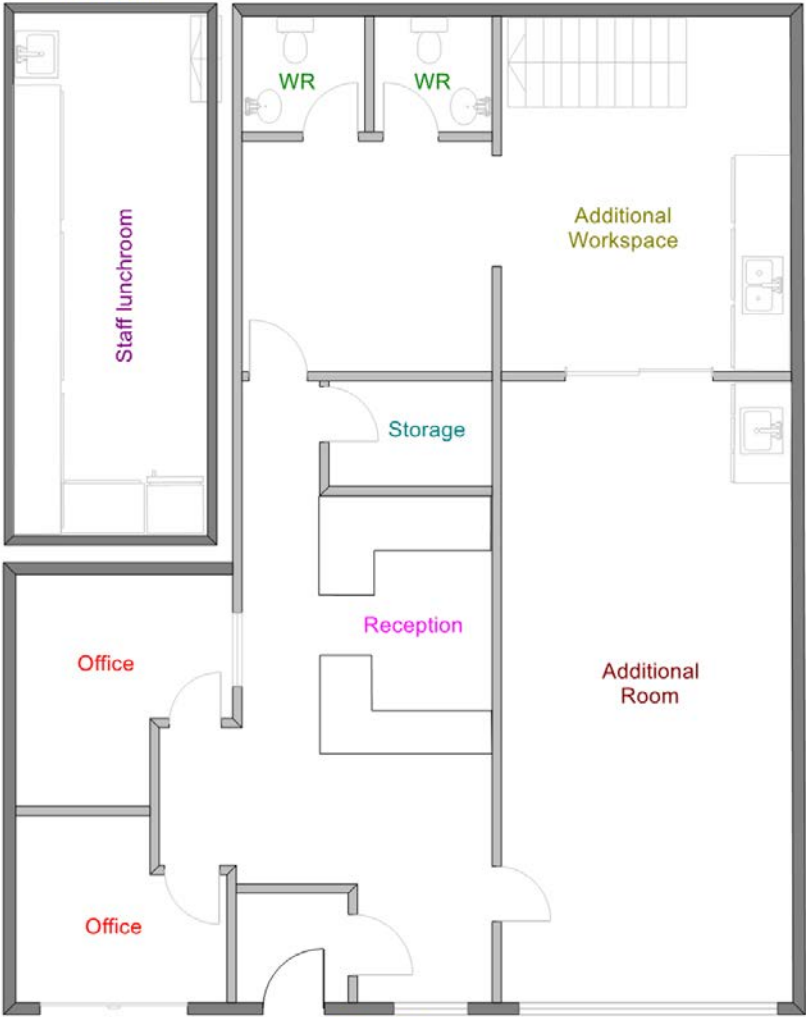 WR
WR
Additional
Workspace
Staff lunchroom
Storage
Reception
Office
Additional
Room
Office